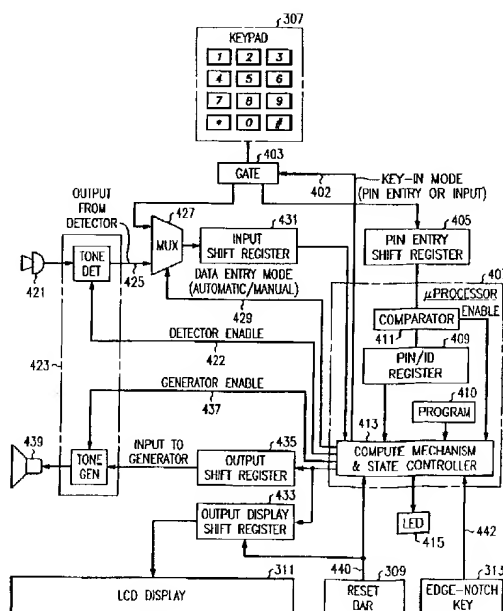 307
KEYPAD
1 2 3
4 5 6
7 8 9
* 0 #
403
GATE
402
KEY-IN MODE
(PIN ENTRY OR INPUT)
OUTPUT
FROM
DETECTOR
427
MUX
431
INPUT
SHIFT REGISTER
405
PIN ENTRY
SHIFT REGISTER
421
TONE
DET
425
DATA ENTRY MODE
(AUTOMATIC/MANUAL)
429
407
μPROCESSOR
ENABLE
COMPARATOR
411
409
PIN/ID
REGISTER
DETECTOR ENABLE
422
423
GENERATOR ENABLE
437
410
PROGRAM
413
COMPUTE MECHANISM
& STATE CONTROLLER
439
TONE
GEN
INPUT TO
GENERATOR
435
OUTPUT
SHIFT REGISTER
433
OUTPUT DISPLAY
SHIFT REGISTER
LED
415
442
440
311
LCD DISPLAY
309
RESET
BAR
313
EDGE-NOTCH
KEY